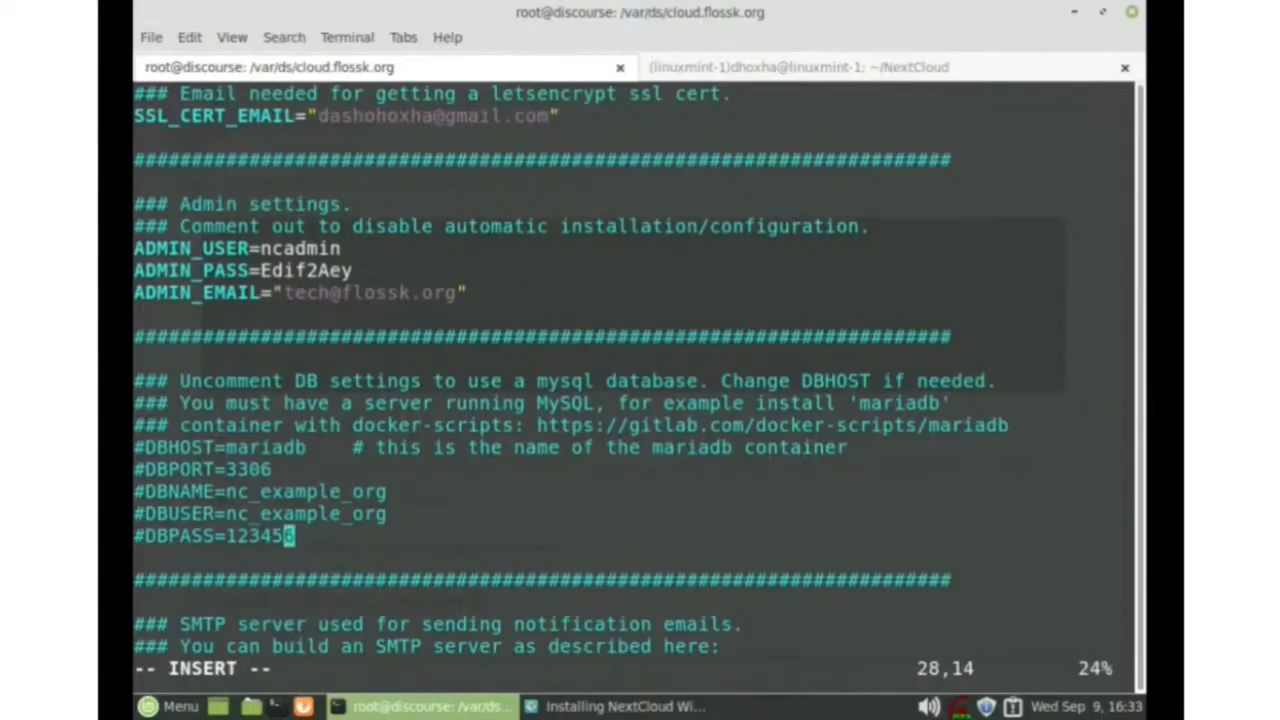 root@discourse: /var/ds/cloud.flossk.org
File Edit View Search Terminal Tabs Help
root@discourse: /var/ds/cloud.flossk.org (linuxmint-1)dhoxha@linuxmint-1: ~/NextCloud
### Email needed for getting a letsencrypt ssl cert.
SSL_CERT_EMAIL="dashohoxha@gmail.com"
#######################################################################
### Admin settings.
### Comment out to disable automatic installation/configuration.
ADMIN_USER=ncadmin
ADMIN_PASS=Edif2Aey
ADMIN_EMAIL="tech@flossk.org"
#######################################################################
### Uncomment DB settings to use a mysql database. Change DBHOST if needed.
### You must have a server running MySQL, for example install 'mariadb'
### container with docker-scripts: https://gitlab.com/docker-scripts/mariadb
#DBHOST=mariadb    # this is the name of the mariadb container
#DBPORT=3306
#DBNAME=nc_example_org
#DBUSER=nc_example_org
#DBPASS=123456
#######################################################################
### SMTP server used for sending notification emails.
### You can build an SMTP server as described here:
-- INSERT -- 28,14 24%
Menu root@discourse: /var/ds... Installing NextCloud Wi... Wed Sep 9, 16:33